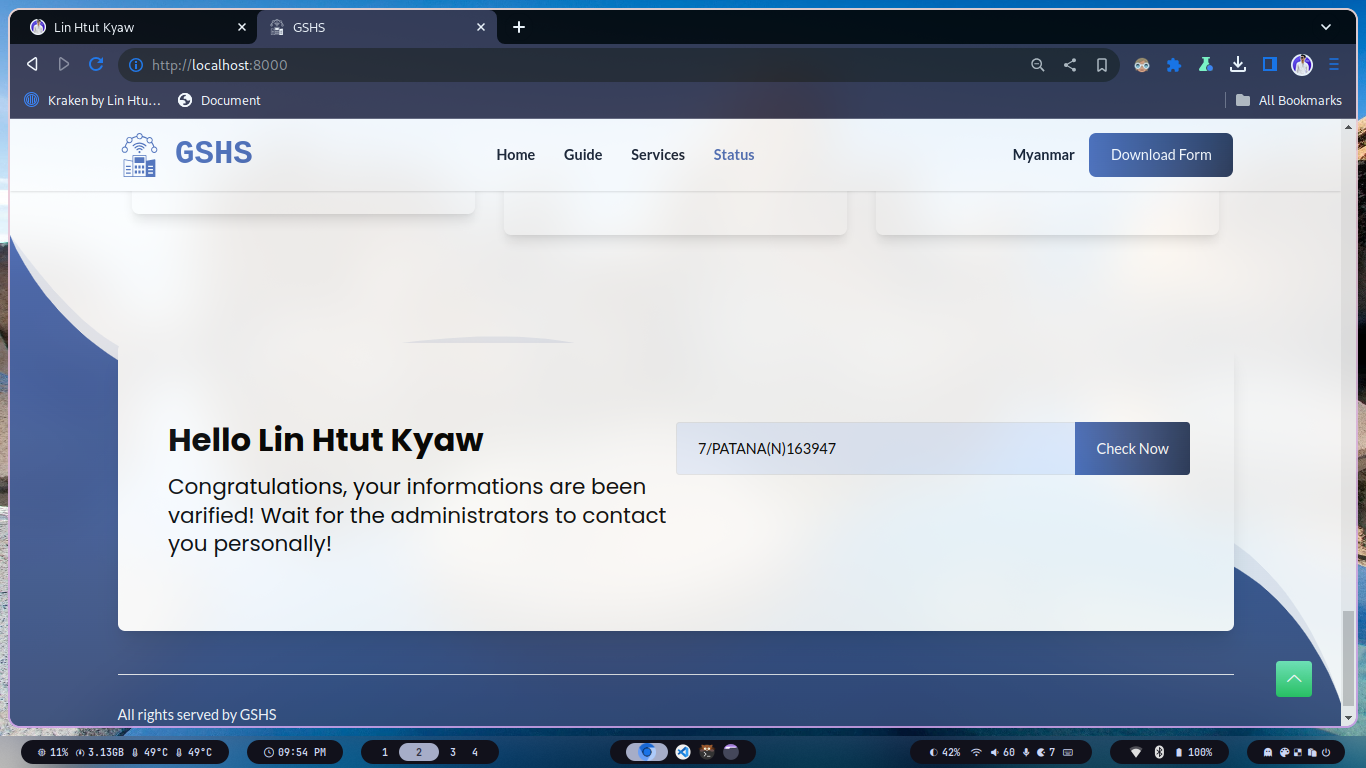 Lin Htut Kyaw
GSHS
http://localhost:8000
Kraken by Lin Htu...
Document
All Bookmarks
GSHS
Home
Guide
Services
Status
Myanmar
Download Form
Hello Lin Htut Kyaw
Congratulations, your informations are been
varified! Wait for the administrators to contact
you personally!
7/PATANA(N)163947
Check Now
All rights served by GSHS
11% 3.13GB 49°C 49°C
09:54 PM
1 2 3 4
42% 60 7
100%